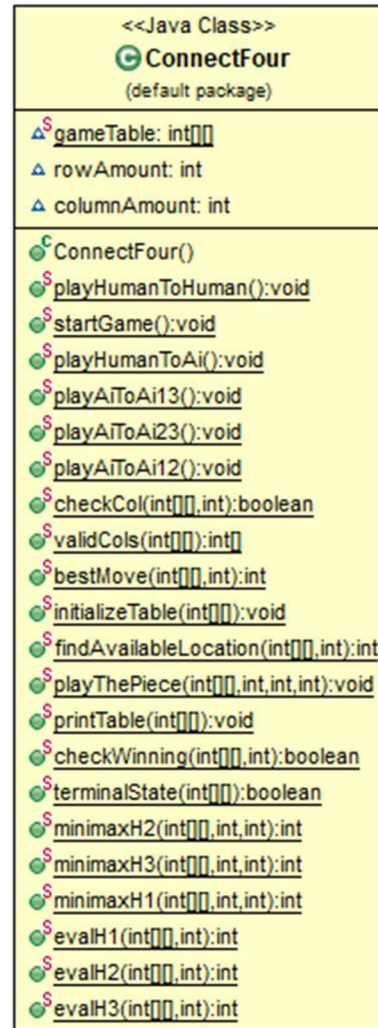 <<Java Class>>
ConnectFour
(default package)
gameTable: int[][]
rowAmount: int
columnAmount: int
ConnectFour()
playHumanToHuman():void
startGame():void
playHumanToAi():void
playAiToAi13():void
playAiToAi23():void
playAiToAi12():void
checkCol(int[][],int):boolean
validCols(int[][]):int[]
bestMove(int[][],int):int
initializeTable(int[][]):void
findAvailableLocation(int[][],int):int
playThePiece(int[][],int,int,int):void
printTable(int[][]):void
checkWinning(int[][],int):boolean
terminalState(int[][]):boolean
minimaxH2(int[][],int,int):int
minimaxH3(int[][],int,int):int
minimaxH1(int[][],int,int):int
evalH1(int[][],int):int
evalH2(int[][],int):int
evalH3(int[][],int):int